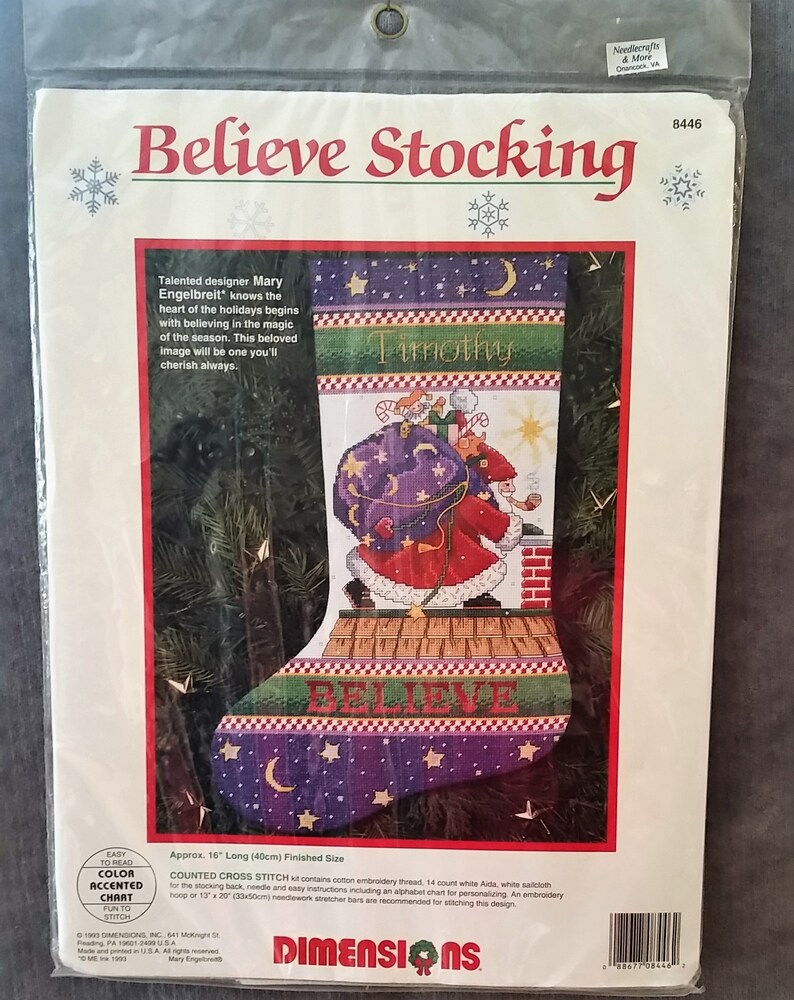 Needlecrafts
& More
Onancock, VA
8446
Believe Stocking
Talented designer Mary
Engelbreit* knows the
heart of the holidays begins
with believing in the magic
of the season. This beloved
image will be one you'll
cherish always.
Timothy
BELIEVE
Approx. 16" Long (40cm) Finished Size
EASY
TO READ
COLOR
ACCENTED
CHART
FUN TO
STITCH
COUNTED CROSS STITCH kit contains cotton embroidery thread, 14 count white Aida, white sailcloth
for the stocking back, needle and easy instructions including an alphabet chart for personalizing. An embroidery
hoop or 13" x 20" (33x50cm) needlework stretcher bars are recommended for stitching this design.
© 1993 DIMENSIONS, INC., 641 McKnight St.
Reading, PA 19601-2499 U.S.A.
Made and printed in U.S.A. All rights reserved.
*© ME Ink 1993 Mary Engelbreit®
DIMENSIONS®
0 88677 08446 2